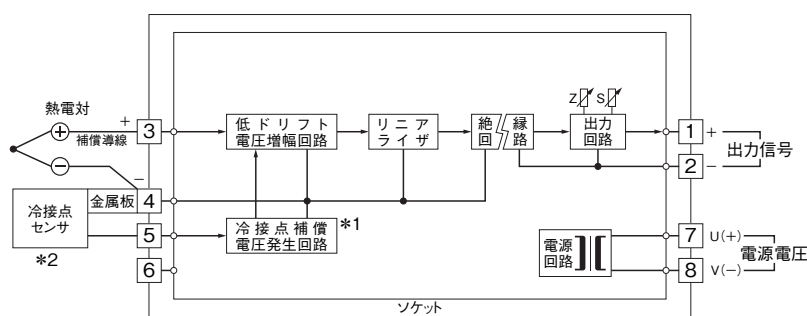 熱電対
+
補償導線
−
金属板
冷接点
センサ
*2
3
4
5
6
低ドリフト
電圧増幅回路
リニア
ライザ
絶縁
回路
Z
S
出力
回路
冷接点補償
電圧発生回路
*1
電源
回路
1
+
2
−
出力信号
7
U(+)
8
V(−)
電源電圧
ソケット